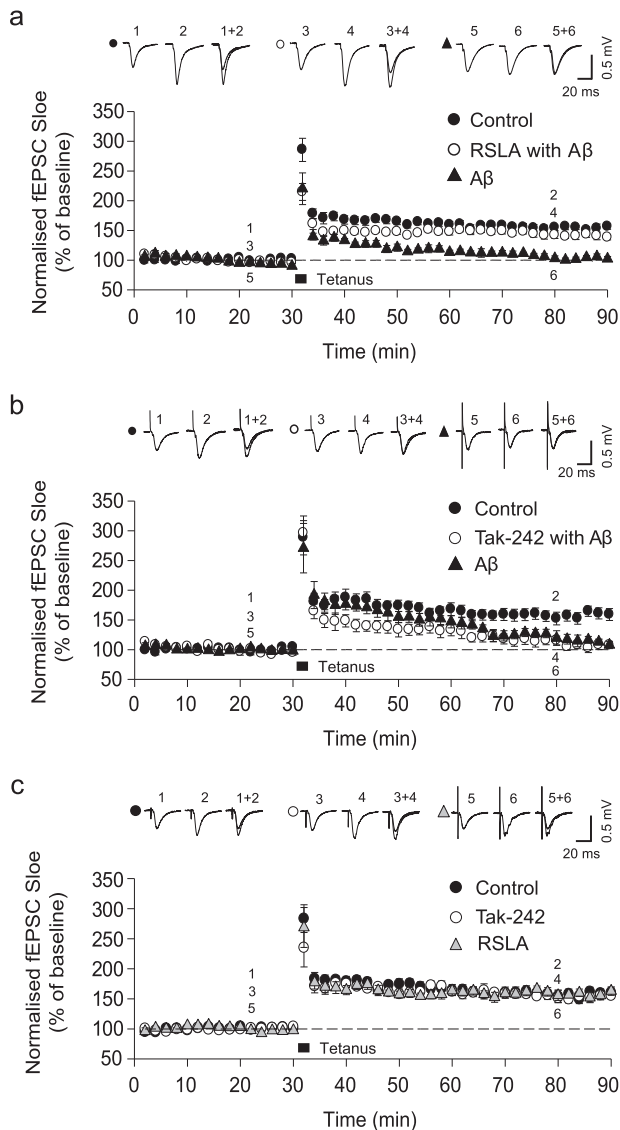 a
1 2 1+2 3 4 3+4 5 6 5+6
0.5 mV
20 ms
Normalised fEPSC Sloe
(% of baseline)
350
300
250
200
150
100
50
Control
RSLA with Aβ
Aβ
1
3
5
2
4
6
Tetanus
0 10 20 30 40 50 60 70 80 90
Time (min)
b
1 2 1+2 3 4 3+4 5 6 5+6
0.5 mV
20 ms
Normalised fEPSC Sloe
(% of baseline)
350
300
250
200
150
100
50
Control
Tak-242 with Aβ
Aβ
1
3
5
2
4
6
Tetanus
0 10 20 30 40 50 60 70 80 90
Time (min)
c
1 2 1+2 3 4 3+4 5 6 5+6
0.5 mV
20 ms
Normalised fEPSC Sloe
(% of baseline)
350
300
250
200
150
100
50
Control
Tak-242
RSLA
1
3
5
2
4
6
Tetanus
0 10 20 30 40 50 60 70 80 90
Time (min)